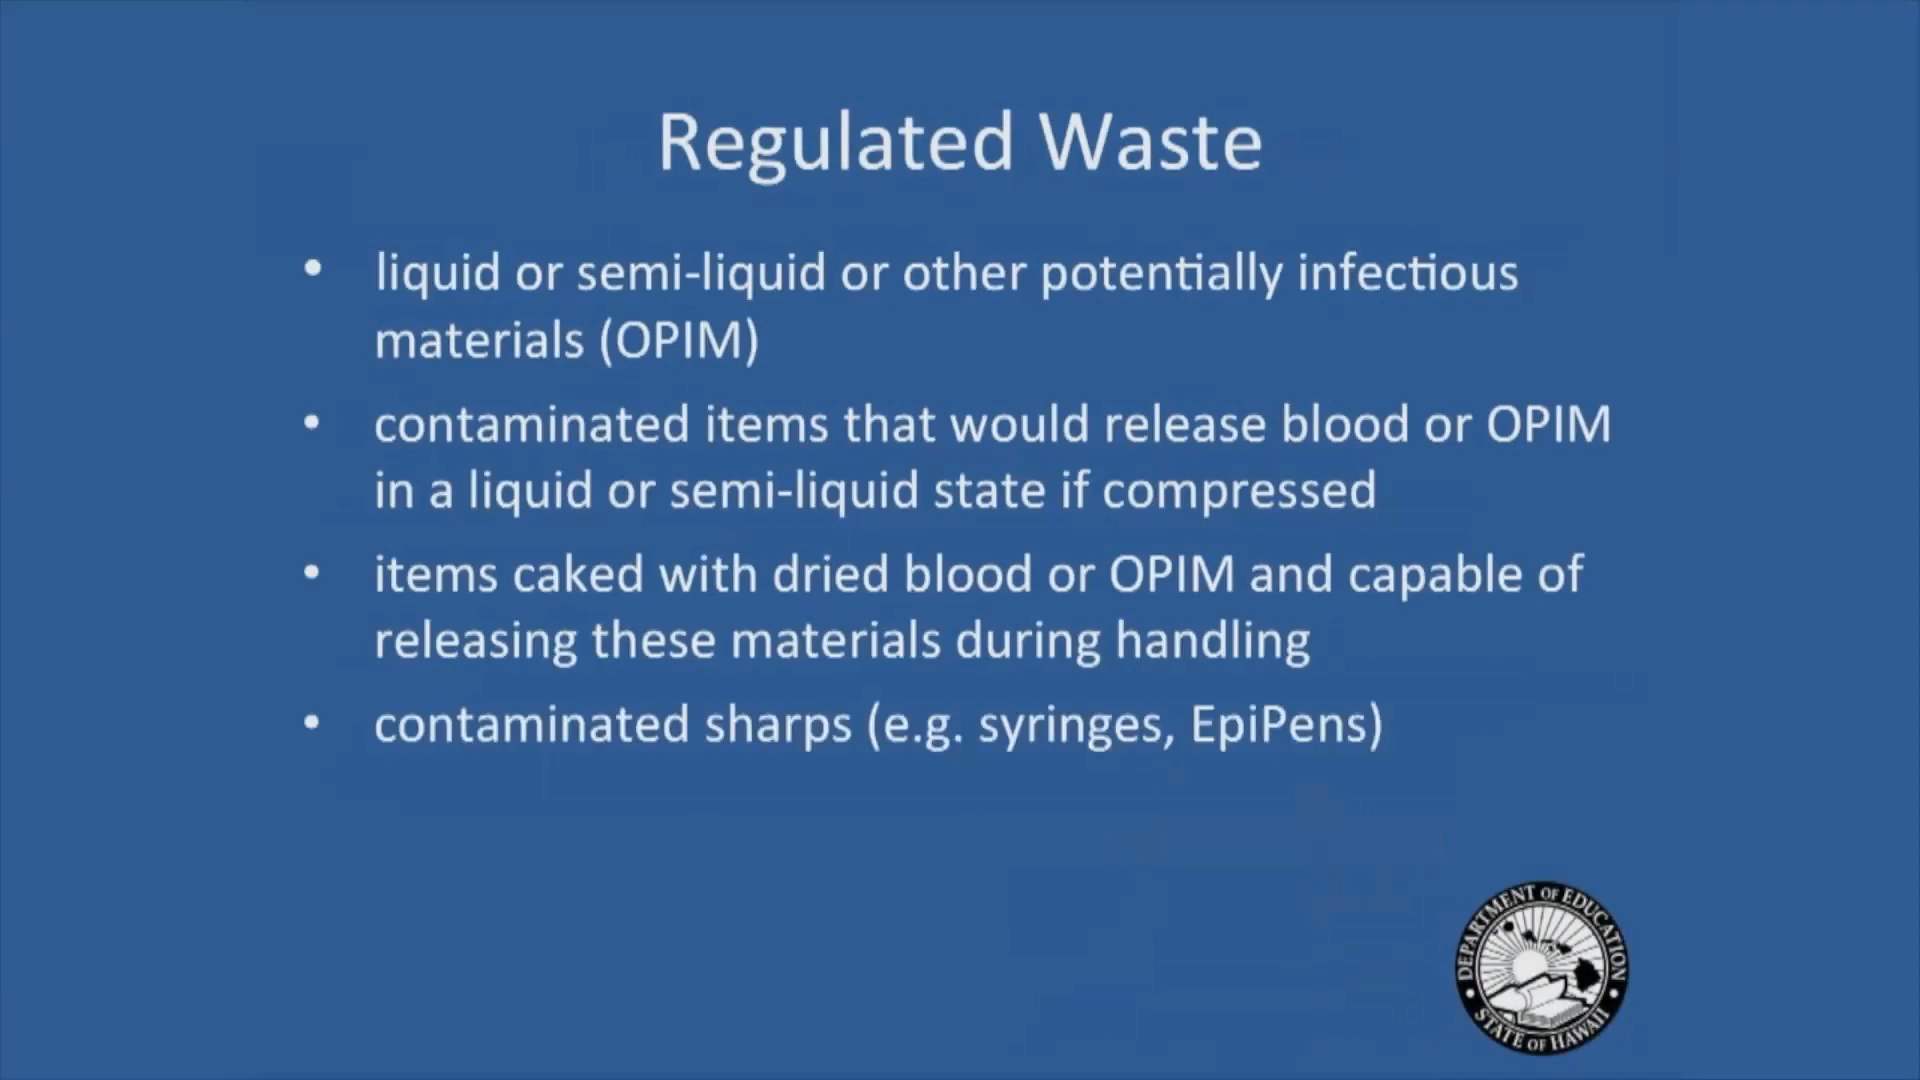 Regulated Waste
• liquid or semi-liquid or other potentially infectious
materials (OPIM)
• contaminated items that would release blood or OPIM
in a liquid or semi-liquid state if compressed
• items caked with dried blood or OPIM and capable of
releasing these materials during handling
• contaminated sharps (e.g. syringes, EpiPens)
DEPARTMENT OF EDUCATION
• STATE OF HAWAII •